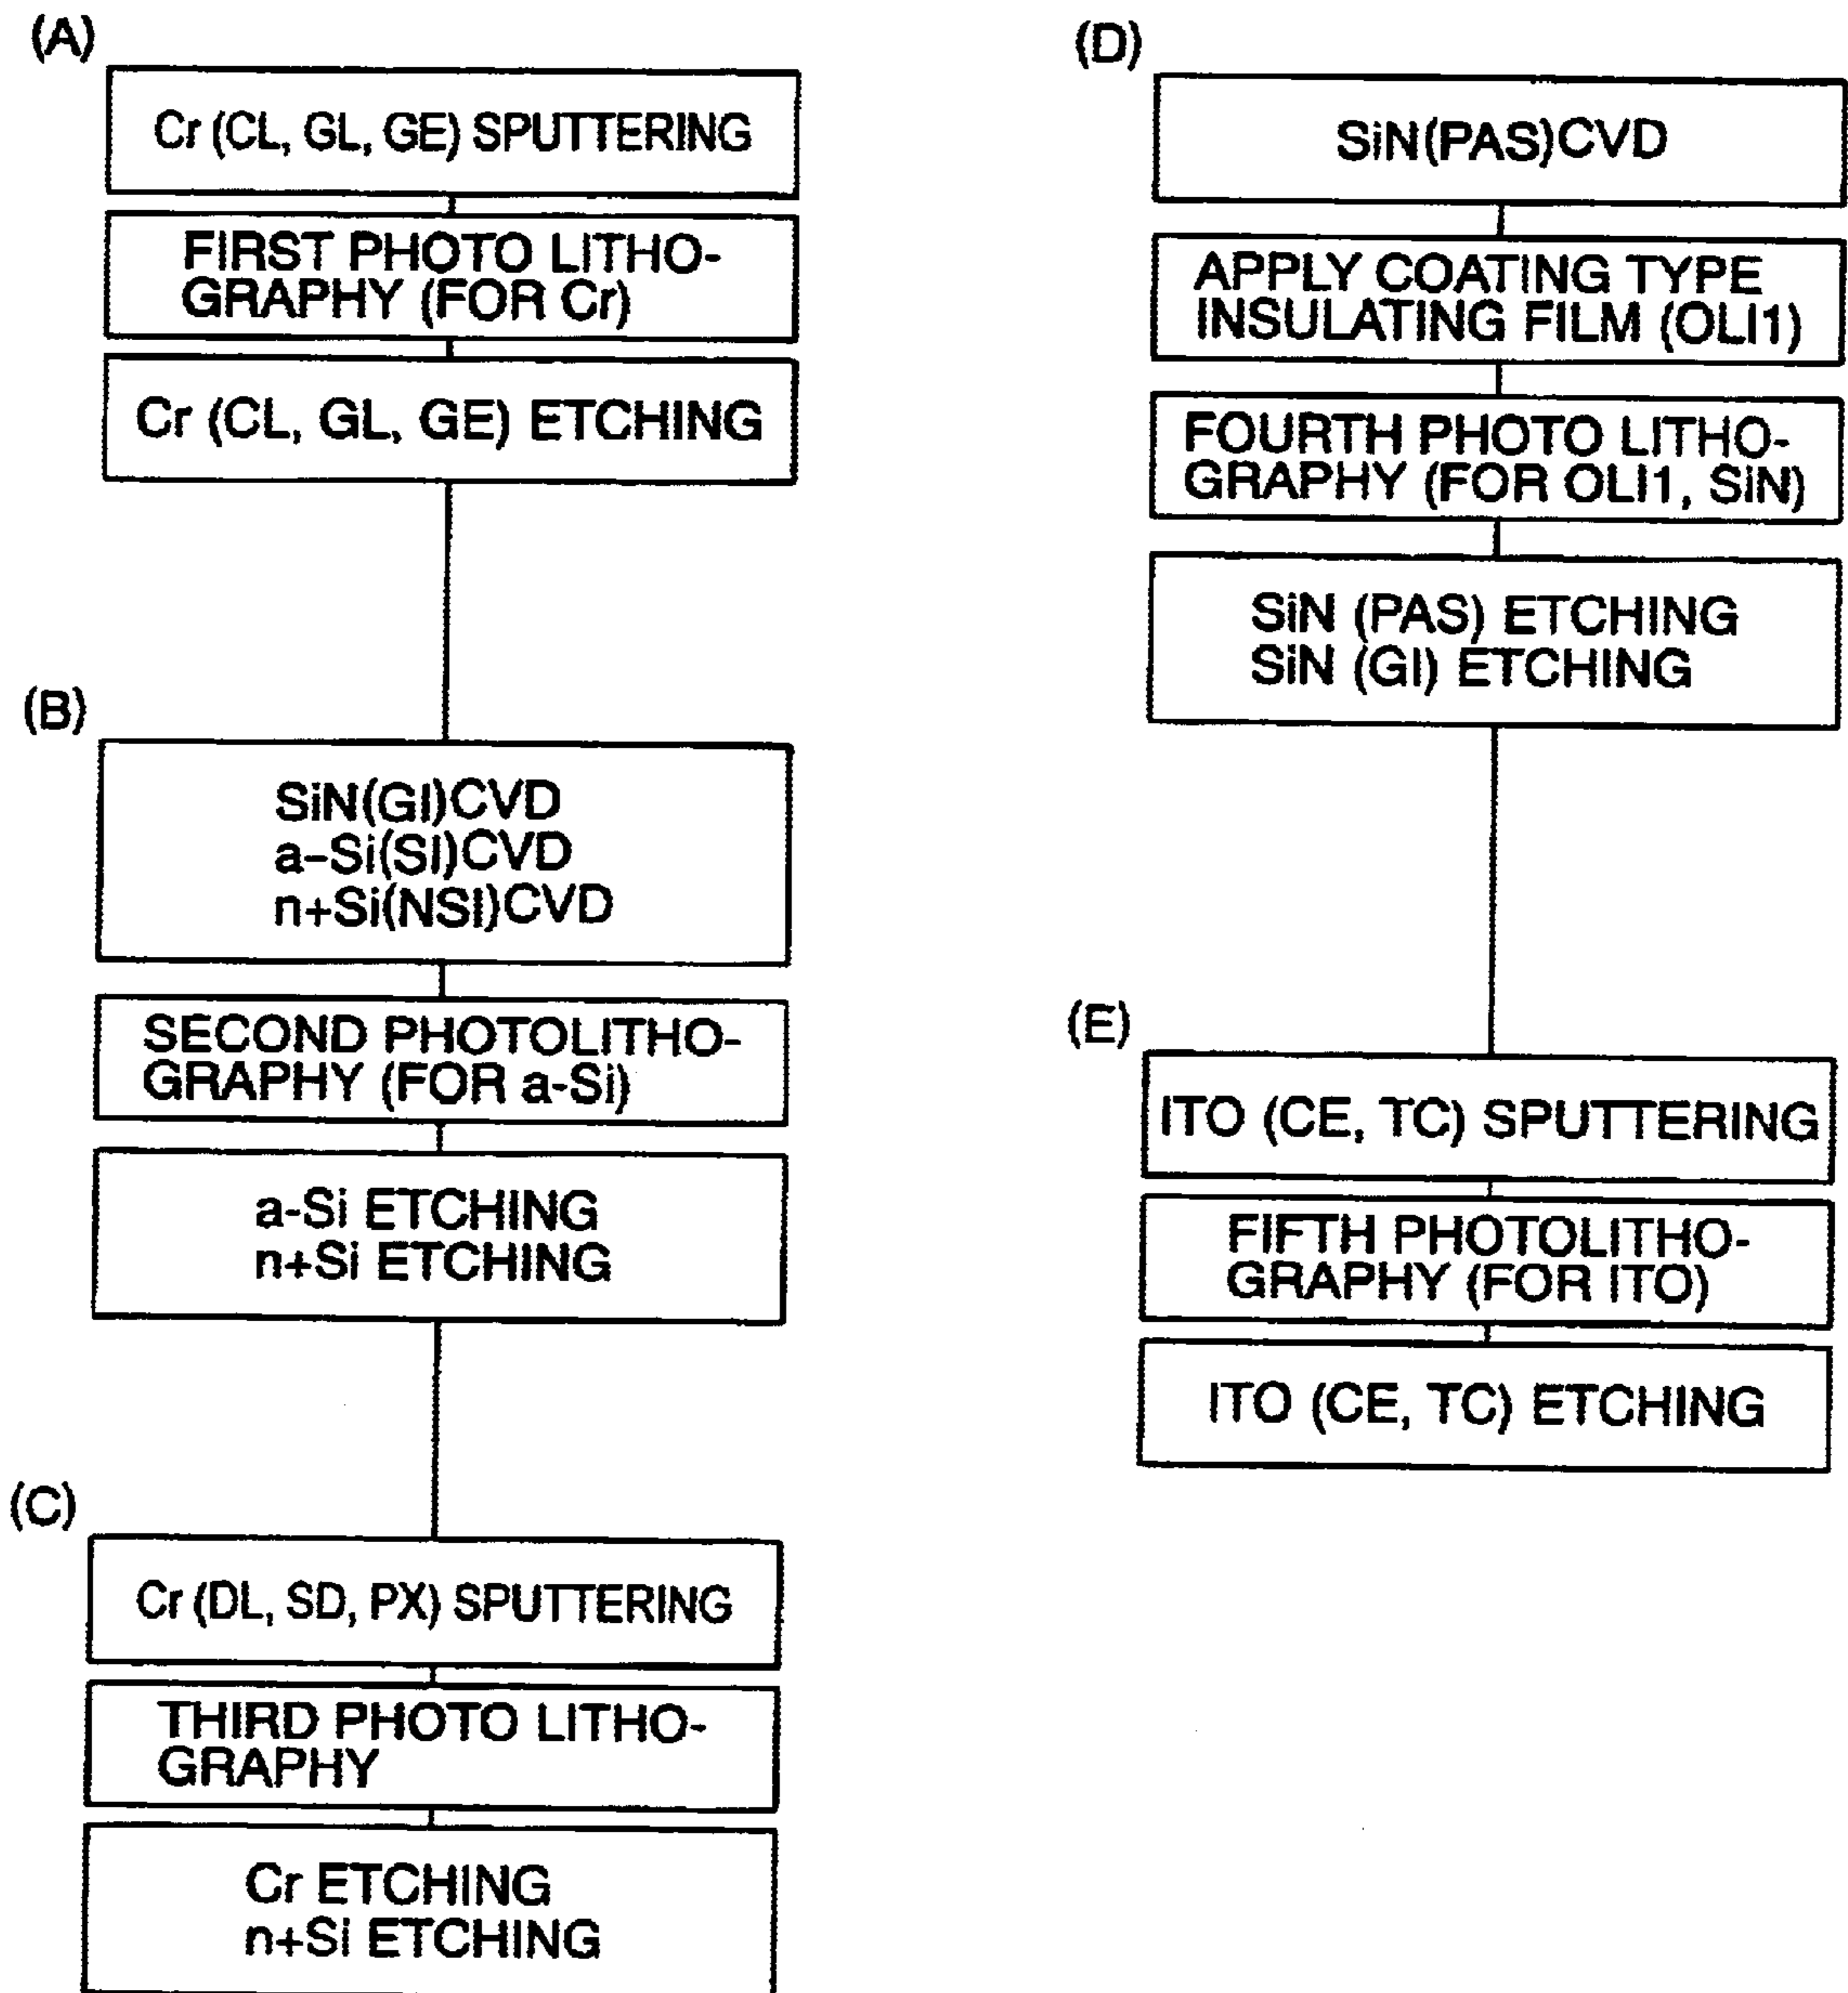 (A)
Cr (CL, GL, GE) SPUTTERING
FIRST PHOTO LITHO-
GRAPHY (FOR Cr)
Cr (CL, GL, GE) ETCHING
(B)
SiN(GI)CVD
a-Si(SI)CVD
n+Si(NSI)CVD
SECOND PHOTOLITHO-
GRAPHY (FOR a-Si)
a-Si ETCHING
n+Si ETCHING
(C)
Cr (DL, SD, PX) SPUTTERING
THIRD PHOTO LITHO-
GRAPHY
Cr ETCHING
n+Si ETCHING
(D)
SiN(PAS)CVD
APPLY COATING TYPE
INSULATING FILM (OLI1)
FOURTH PHOTO LITHO-
GRAPHY (FOR OLI1, SiN)
SiN (PAS) ETCHING
SiN (GI) ETCHING
(E)
ITO (CE, TC) SPUTTERING
FIFTH PHOTOLITHO-
GRAPHY (FOR ITO)
ITO (CE, TC) ETCHING